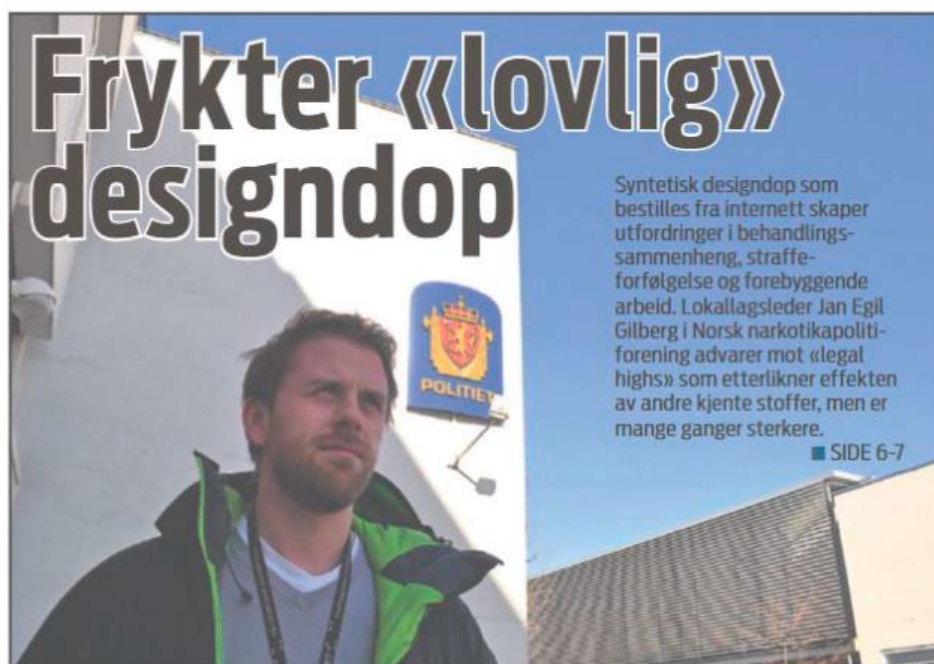 Frykter «lovlig»
designdop
Syntetisk designdop som
bestilles fra internett skaper
utfordringer i behandlings-
sammenheng, straffe-
forfølgelse og forebyggende
arbeid. Lokallagsleder Jan Egil
Gilberg i Norsk narkotikapoliti-
forening advarer mot «legal
highs» som etterlikner effekten
av andre kjente stoffer, men er
mange ganger sterkere.
■ SIDE 6-7
POLITIET